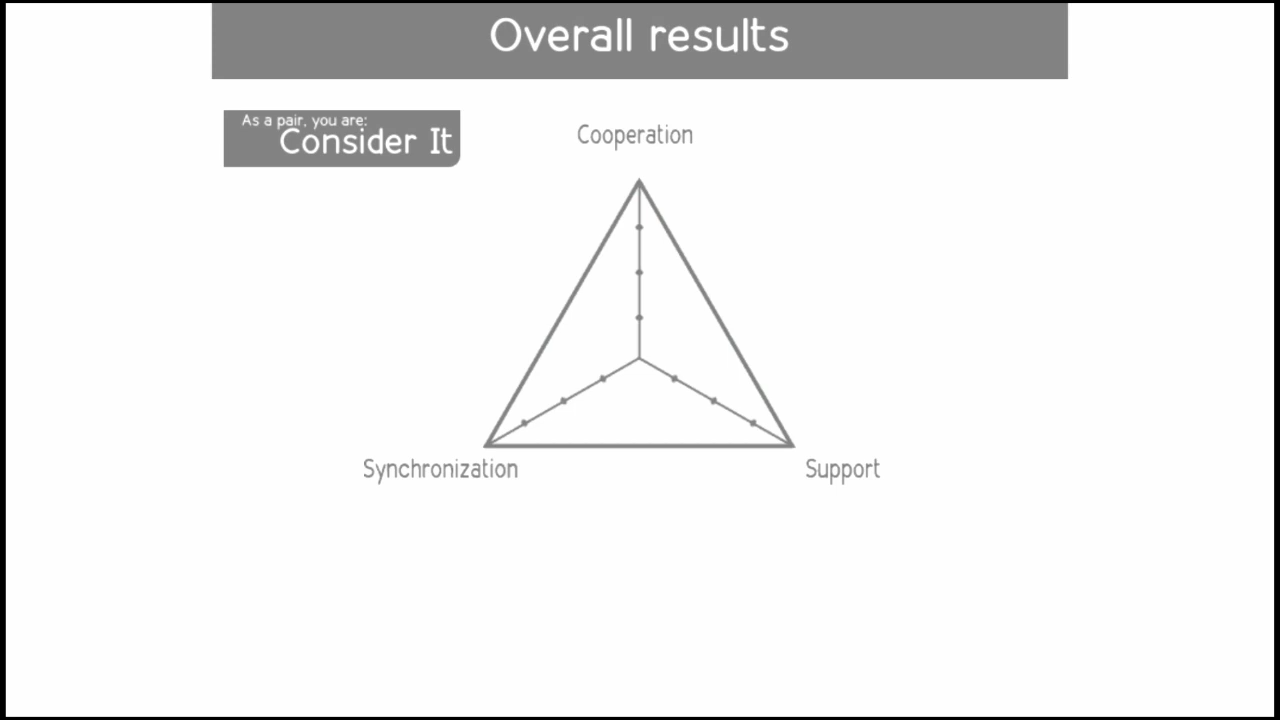 Overall results
As a pair, you are:
Consider It
Cooperation
Synchronization
Support